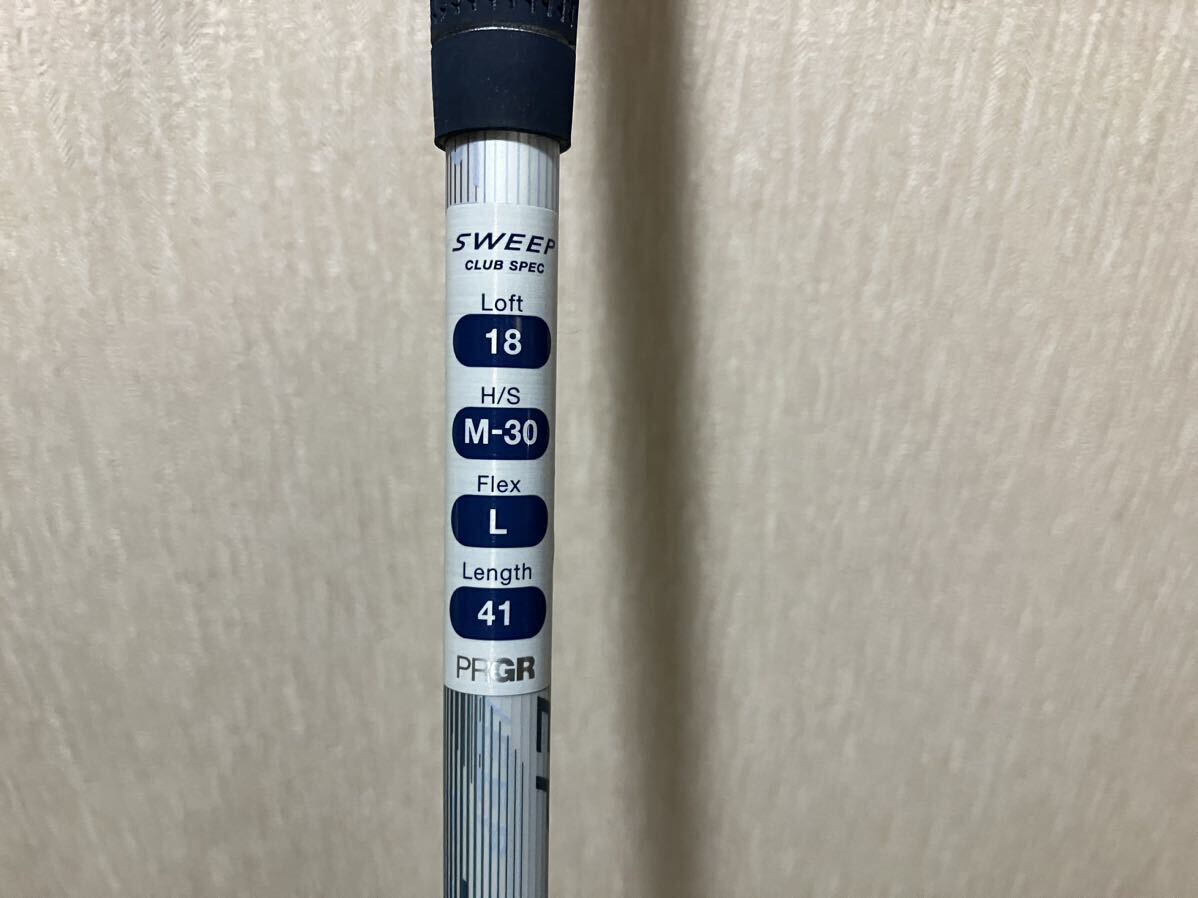 SWEEP
CLUB SPEC
Loft
18
H/S
M-30
Flex
L
Length
41
PRGR